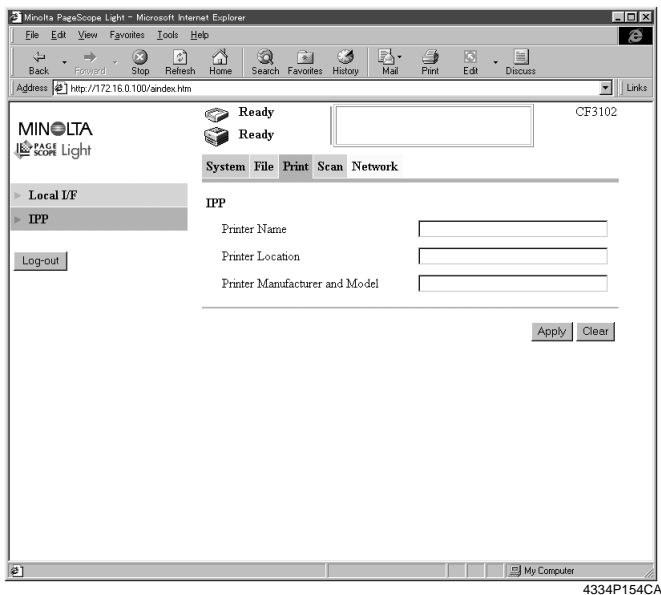 Minolta PageScope Light - Microsoft Internet Explorer
File Edit View Favorites Tools Help
Back Forward Stop Refresh Home Search Favorites History Mail Print Edit Discuss
Address http://172.16.0.100/aindex.htm Links
MINOLTA
PAGE SCOPE Light
Ready
Ready
CF3102
System File Print Scan Network
Local I/F
IPP
Log-out
IPP
Printer Name
Printer Location
Printer Manufacturer and Model
Apply Clear
My Computer
4334P154CA